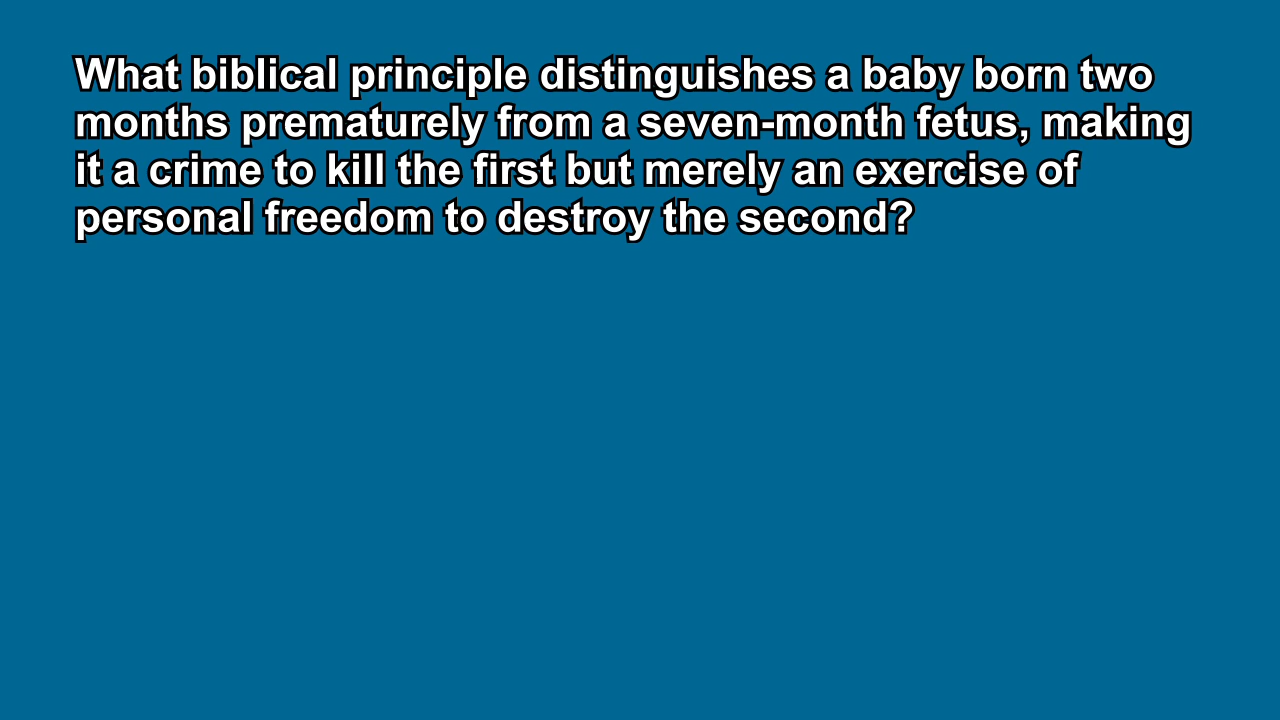 What biblical principle distinguishes a baby born two
months prematurely from a seven-month fetus, making
it a crime to kill the first but merely an exercise of
personal freedom to destroy the second?